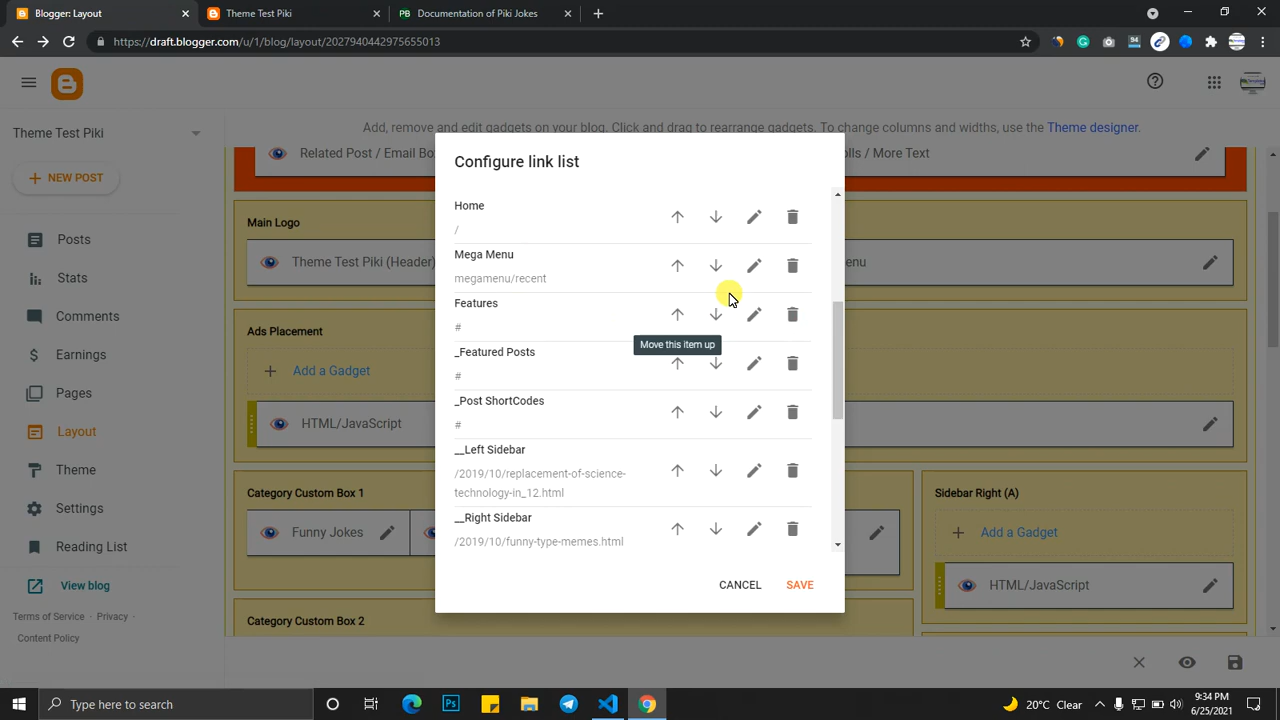 Blogger: Layout
Theme Test Piki
PB Documentation of Piki Jokes
https://draft.blogger.com/u/1/blog/layout/2027940442975655013
Theme Test Piki
NEW POST
Posts
Stats
Comments
$ Earnings
Pages
Layout
Theme
Settings
Reading List
View blog
Terms of Service · Privacy ·
Content Policy
Add, remove and edit gadgets on your blog. Click and drag to rearrange gadgets. To change columns and widths, use the Theme designer.
Related Post / Email Bo
olls / More Text
Main Logo
Theme Test Piki (Header)
enu
Ads Placement
Add a Gadget
HTML/JavaScript
Category Custom Box 1
Funny Jokes
Category Custom Box 2
Sidebar Right (A)
Add a Gadget
HTML/JavaScript
Configure link list
Home
/
Mega Menu
megamenu/recent
Features
#
Move this item up
_Featured Posts
#
_Post ShortCodes
#
__Left Sidebar
/2019/10/replacement-of-science-
technology-in_12.html
__Right Sidebar
/2019/10/funny-type-memes.html
CANCEL
SAVE
Type here to search
Ps
20°C Clear
9:34 PM
6/25/2021